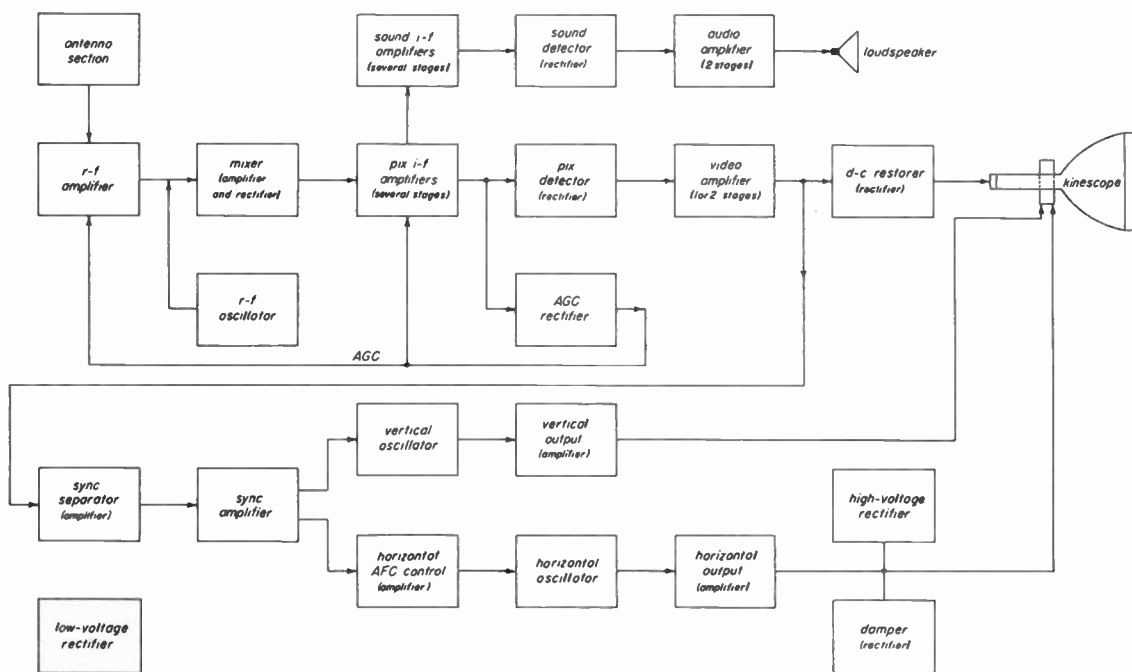 antenna
section
sound i-f
amplifiers
(several stages)
sound
detector
(rectifier)
audio
amplifier
(2 stages)
loudspeaker
r-f
amplifier
mixer
(amplifier
and rectifier)
pix i-f
amplifiers
(several stages)
pix
detector
(rectifier)
video
amplifier
(1or 2 stages)
d-c restorer
(rectifier)
kinescope
r-f
oscillator
AGC
rectifier
AGC
vertical
oscillator
vertical
output
(amplifier)
sync
separator
(amplifier)
sync
amplifier
high-voltage
rectifier
horizontal
AFC control
(amplifier)
horizontal
oscillator
horizontal
output
(amplifier)
low-voltage
rectifier
damper
(rectifier)